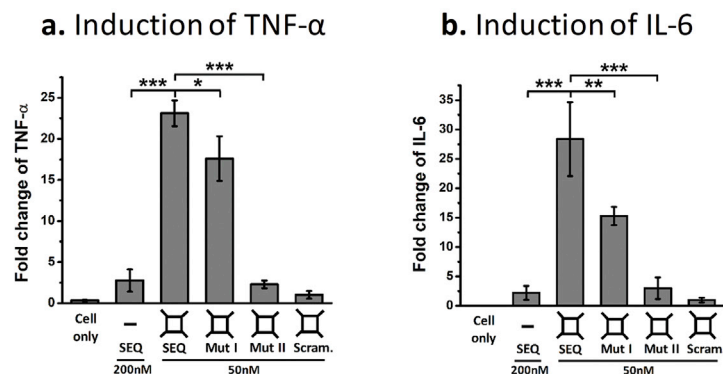 a. Induction of TNF-α
Fold change of TNF-α
25
20
15
10
5
0
***
*
***
Cell only
SEQ
SEQ
Mut I
Mut II
Scram.
200nM
50nM
b. Induction of IL-6
Fold change of IL-6
35
30
25
20
15
10
5
0
***
**
***
Cell only
SEQ
SEQ
Mut I
Mut II
Scram.
200nM
50nM